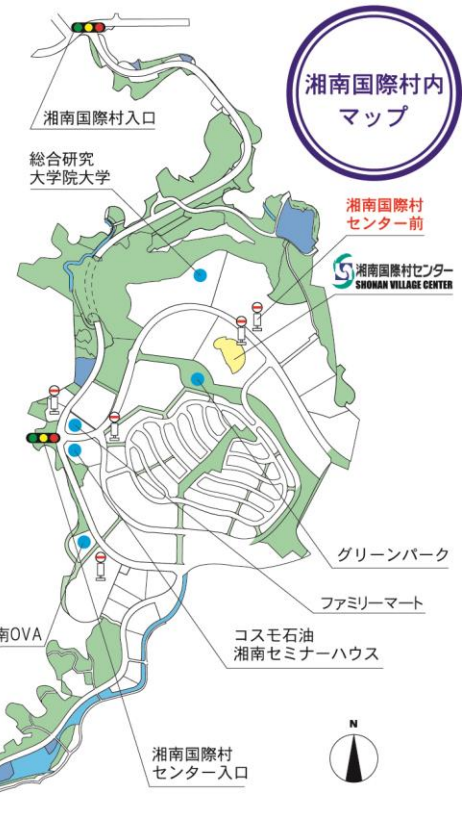 湘南国際村内
マップ
湘南国際村入口
総合研究
大学院大学
湘南国際村
センター前
湘南国際村センター
SHONAN VILLAGE CENTER
グリーンパーク
ファミリーマート
南OVA
コスモ石油
湘南セミナーハウス
湘南国際村
センター入口
N